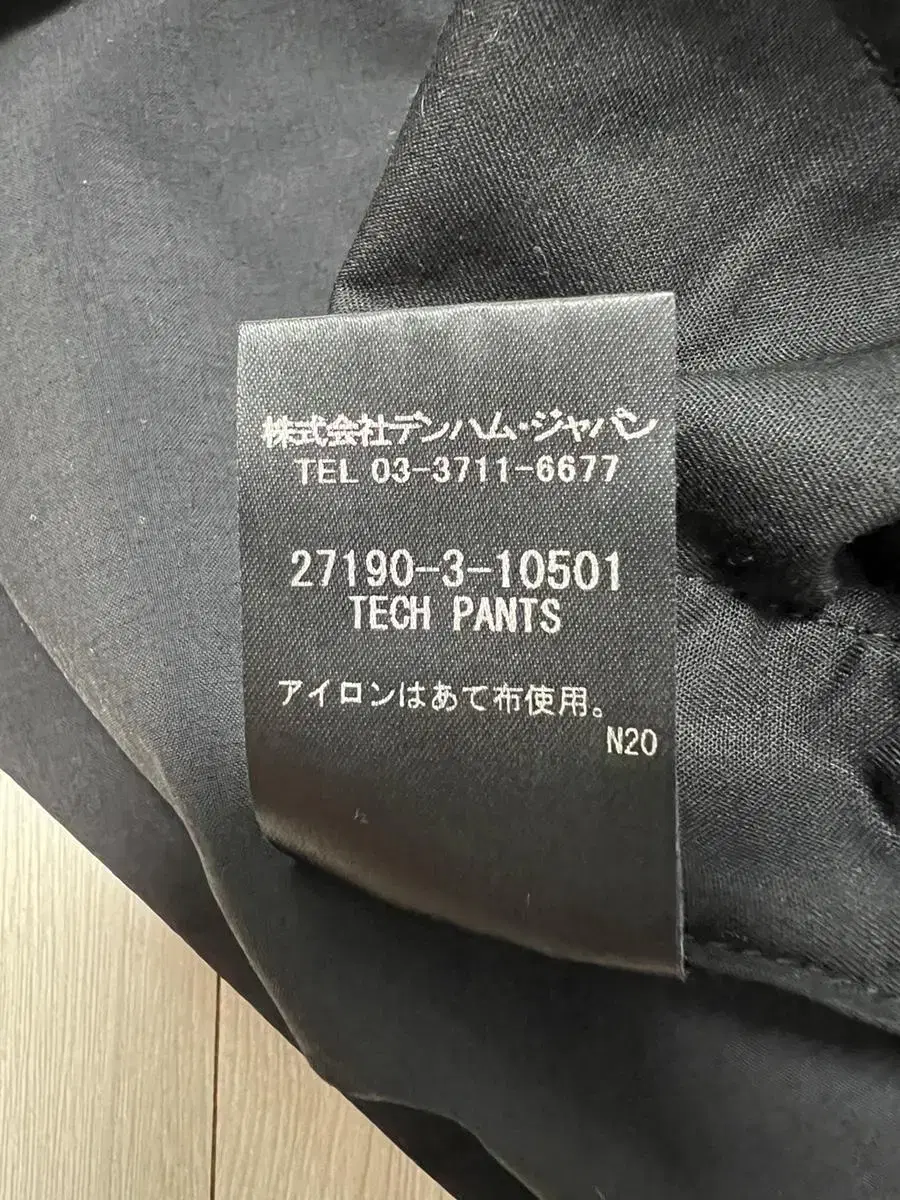 株式会社デンハム・ジャパン
TEL 03-3711-6677
27190-3-10501
TECH PANTS
アイロンはあて布使用。
N20